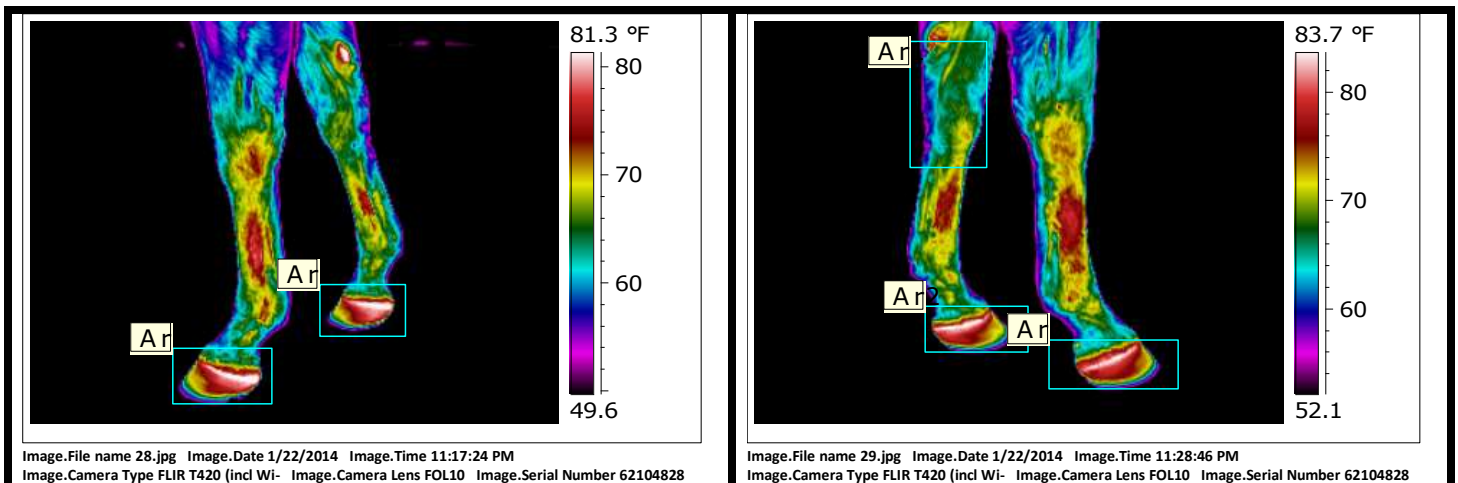 81.3 °F
80
70
60
49.6
Ar
Ar
Image.File name 28.jpg Image.Date 1/22/2014 Image.Time 11:17:24 PM
Image.Camera Type FLIR T420 (incl Wi- Image.Camera Lens FOL10 Image.Serial Number 62104828
83.7 °F
80
70
60
52.1
Ar
Ar2
Ar
Image.File name 29.jpg Image.Date 1/22/2014 Image.Time 11:28:46 PM
Image.Camera Type FLIR T420 (incl Wi- Image.Camera Lens FOL10 Image.Serial Number 62104828